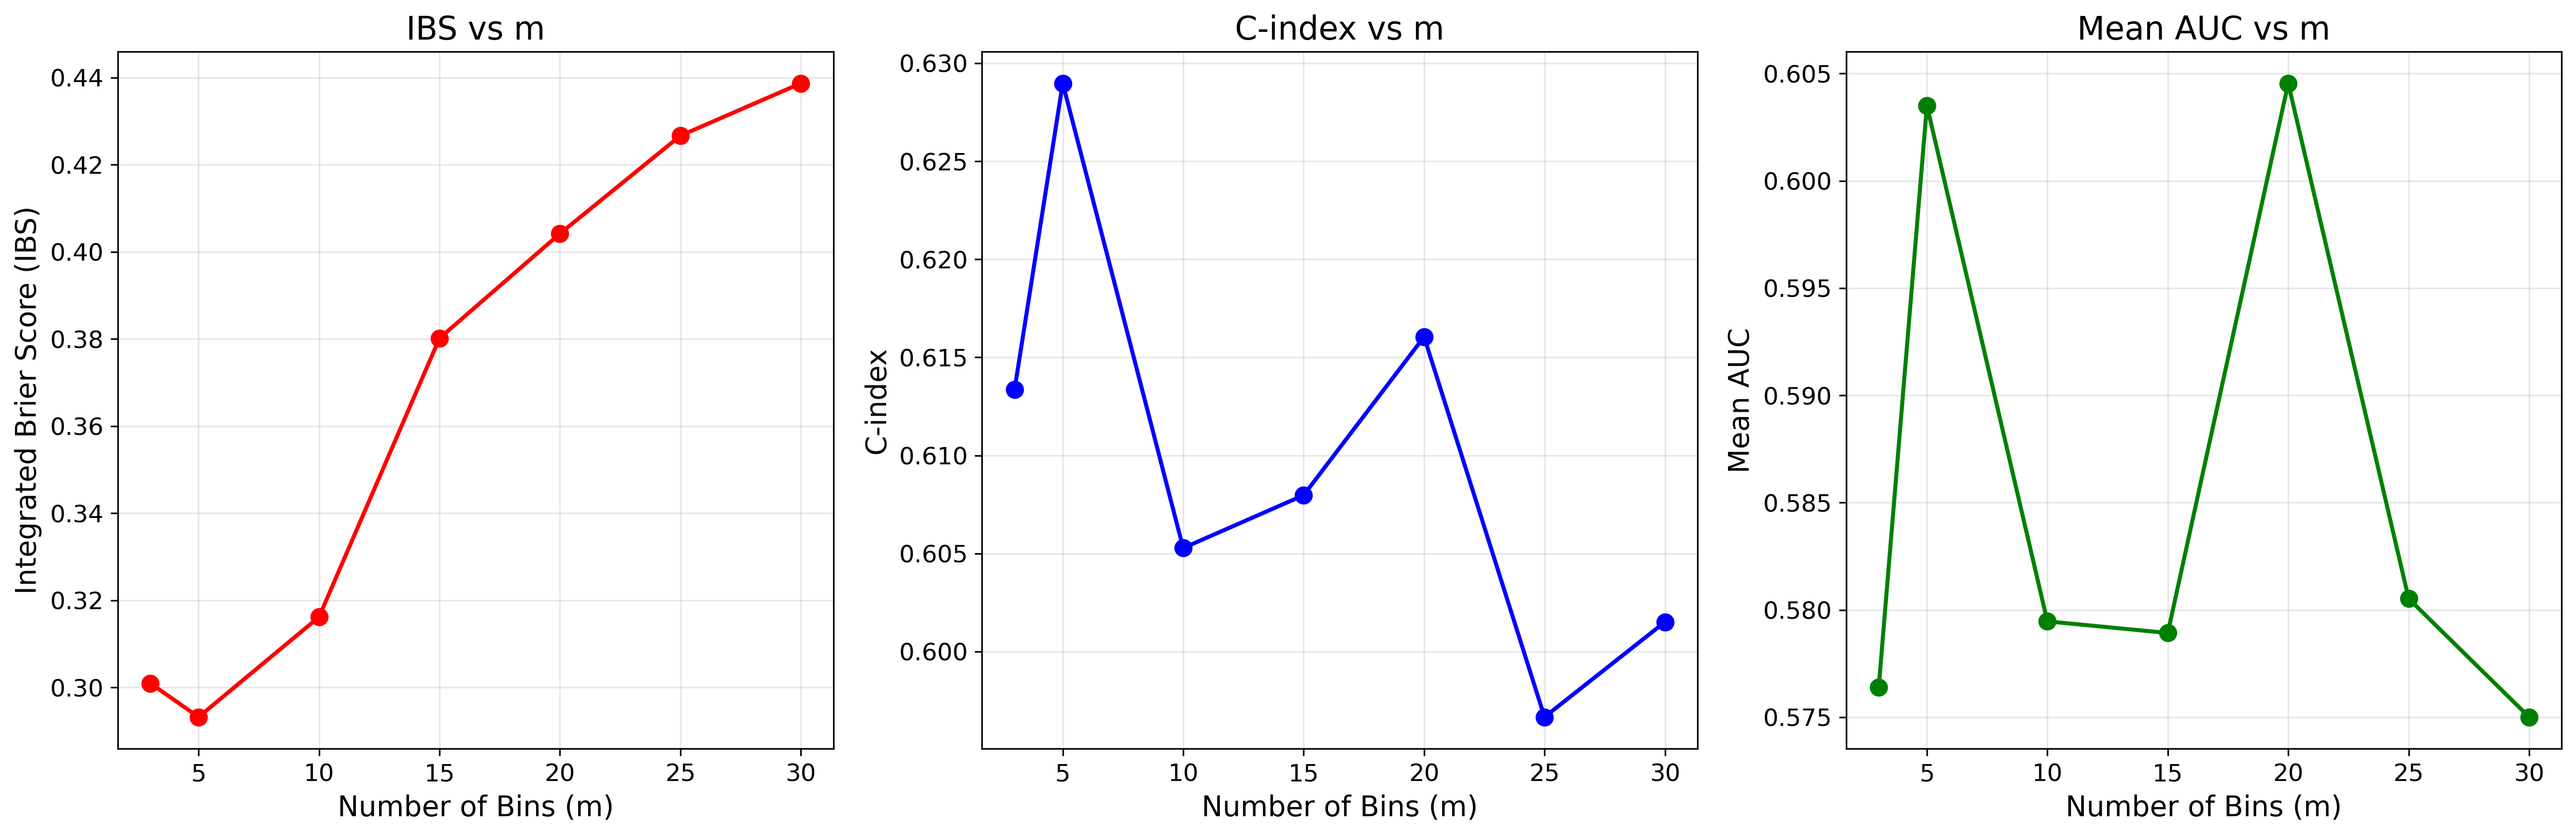 IBS vs m
Integrated Brier Score (IBS)
0.44
0.42
0.40
0.38
0.36
0.34
0.32
0.30
5 10 15 20 25 30
Number of Bins (m)
C-index vs m
C-index
0.630
0.625
0.620
0.615
0.610
0.605
0.600
5 10 15 20 25 30
Number of Bins (m)
Mean AUC vs m
Mean AUC
0.605
0.600
0.595
0.590
0.585
0.580
0.575
5 10 15 20 25 30
Number of Bins (m)